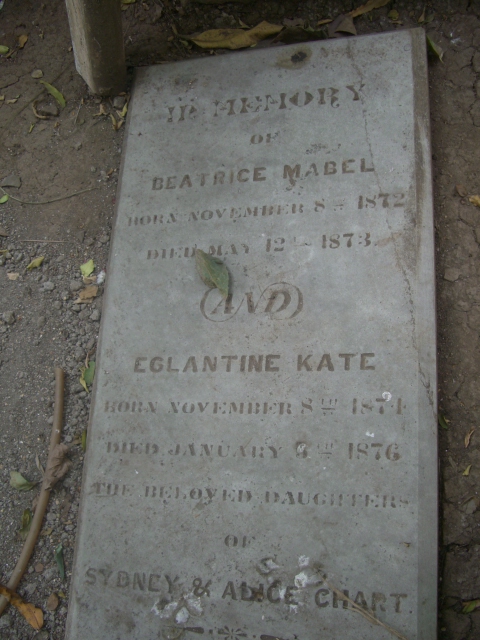 IN MEMORY
OF
BEATRICE MABEL
BORN NOVEMBER 8TH 1872
DIED MAY 12TH 1873
AND
EGLANTINE KATE
BORN NOVEMBER 8TH 1874
DIED JANUARY 1876
THE BELOVED DAUGHTERS
OF
SYDNEY & ALICE CHART.